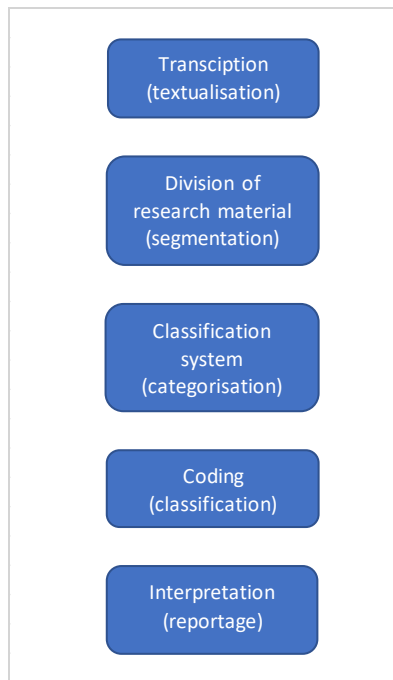 Transciption
(textualisation)
Division of
research material
(segmentation)
Classification
system
(categorisation)
Coding
(classification)
Interpretation
(reportage)